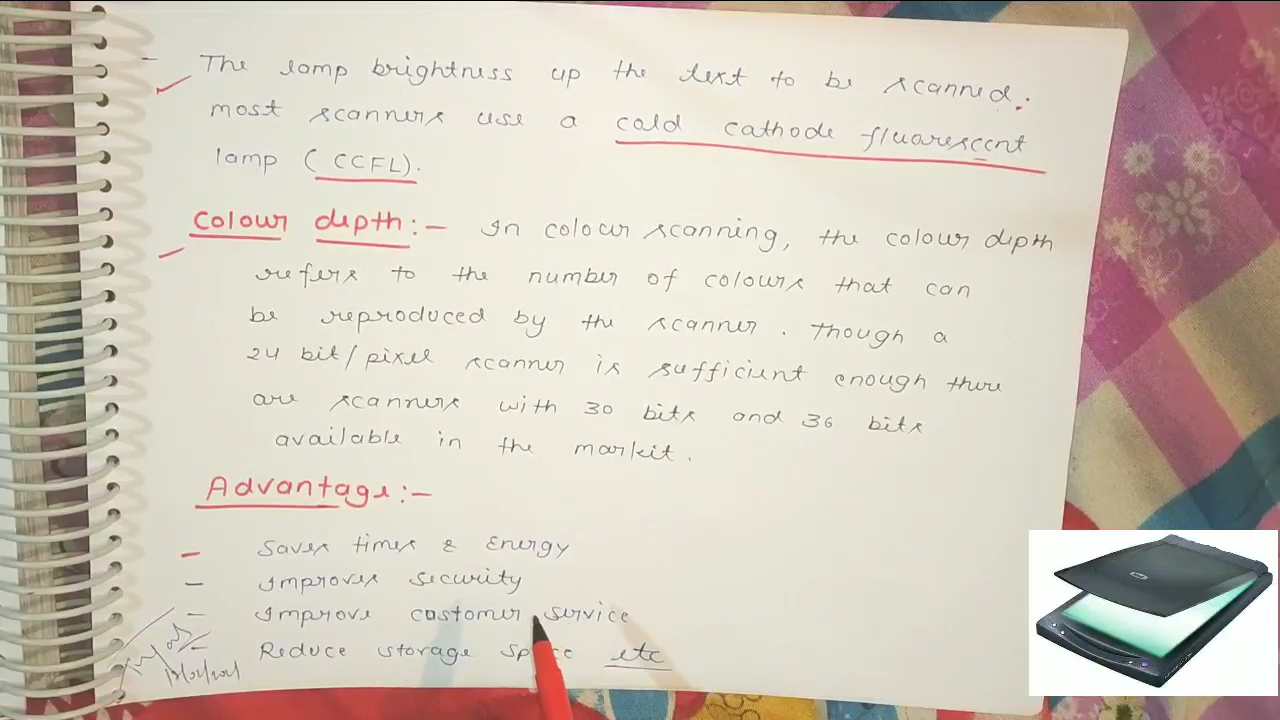 The lamp brightness up the text to be scanned.
most scanners use a cold cathode fluarescent
lamp (CCFL).
Colour depth:- In colour scanning, the colour depth
refers to the number of colours that can
be reproduced by the scanner. Though a
24 bit/pixel scanner is sufficient enough there
are scanners with 30 bits and 36 bits
available in the market.
Advantage:-
- Saves times & Energy
- Improves security
- Improve customer service
- Reduce storage space etc